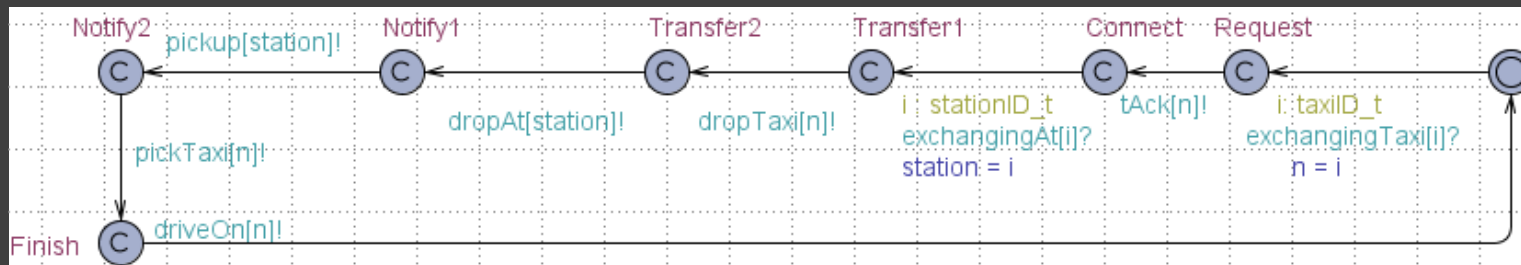 Notify2
Notify1
Transfer2
Transfer1
Connect
Request
pickup[station]!
C
C
C
C
C
C
dropAt[station]!
dropTaxi[n]!
i : stationID_t
exchangingAt[i]?
station = i
tAck[n]!
i: taxiID_t
exchangingTaxi[i]?
n = i
pickTaxi[n]!
driveOn[n]!
Finish
C